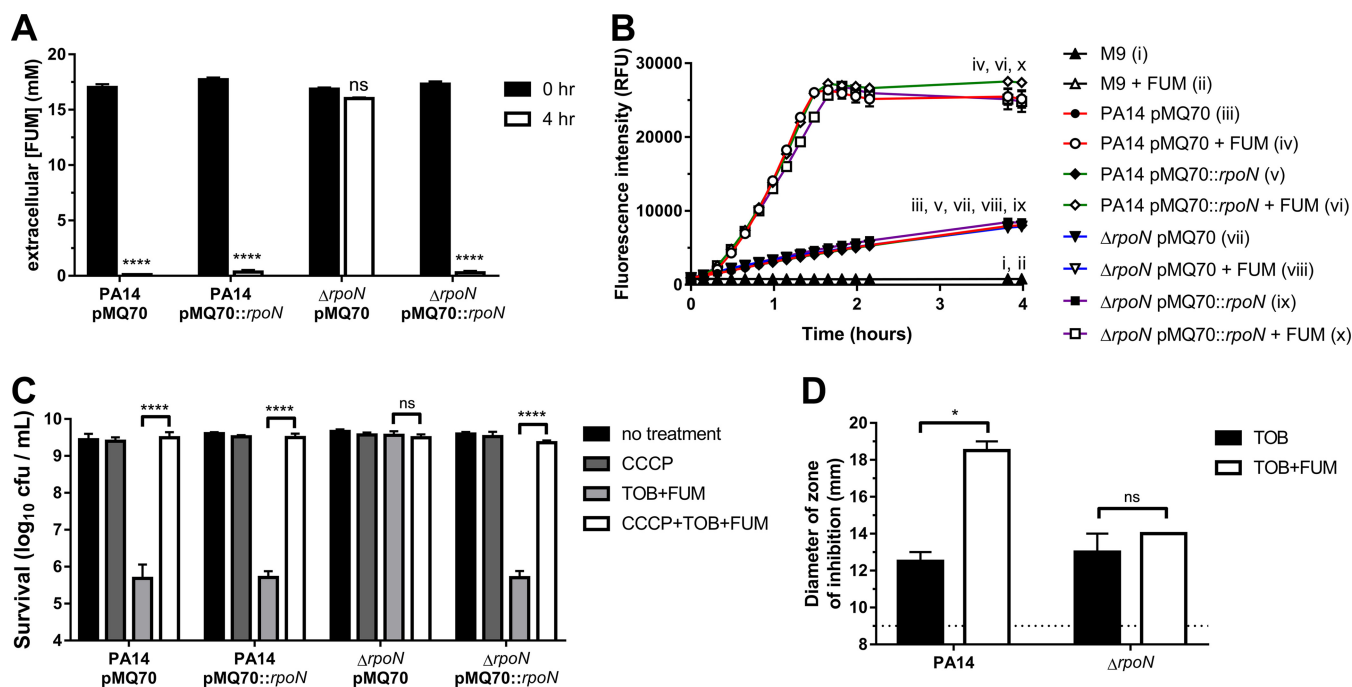 A
extracellular [FUM] (mM)
20
15
10
5
0
****
****
ns
****
0 hr
4 hr
PA14
pMQ70
PA14
pMQ70::rpoN
ΔrpoN
pMQ70
ΔrpoN
pMQ70::rpoN
B
Fluorescence intensity (RFU)
30000
20000
10000
0
iv, vi, x
iii, v, vii, viii, ix
i, ii
0
1
2
3
4
Time (hours)
M9 (i)
M9 + FUM (ii)
PA14 pMQ70 (iii)
PA14 pMQ70 + FUM (iv)
PA14 pMQ70::rpoN (v)
PA14 pMQ70::rpoN + FUM (vi)
ΔrpoN pMQ70 (vii)
ΔrpoN pMQ70 + FUM (viii)
ΔrpoN pMQ70::rpoN (ix)
ΔrpoN pMQ70::rpoN + FUM (x)
C
Survival (log10 cfu / mL)
10
9
8
7
6
5
4
****
****
ns
****
no treatment
CCCP
TOB+FUM
CCCP+TOB+FUM
PA14
pMQ70
PA14
pMQ70::rpoN
ΔrpoN
pMQ70
ΔrpoN
pMQ70::rpoN
D
Diameter of zone
of inhibition (mm)
20
18
16
14
12
10
8
*
ns
TOB
TOB+FUM
PA14
ΔrpoN